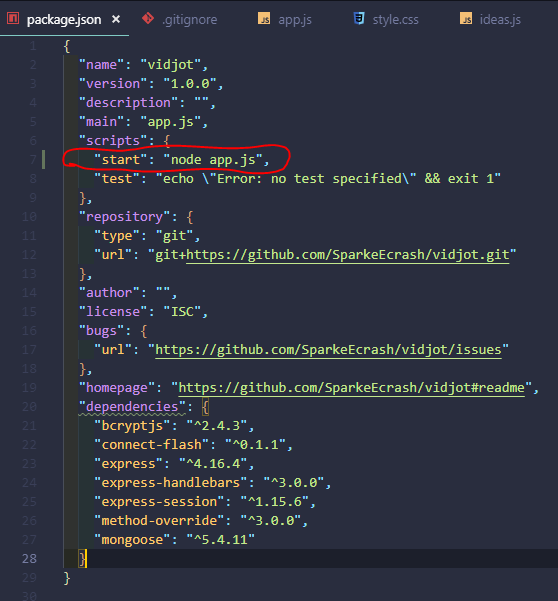 package.json × .gitignore app.js style.css ideas.js
1 {
2 "name": "vidjot",
3 "version": "1.0.0",
4 "description": "",
5 "main": "app.js",
6 "scripts": {
7 "start": "node app.js",
8 "test": "echo \"Error: no test specified\" && exit 1"
9 },
10 "repository": {
11 "type": "git",
12 "url": "git+https://github.com/SparkeEcrash/vidjot.git"
13 },
14 "author": "",
15 "license": "ISC",
16 "bugs": {
17 "url": "https://github.com/SparkeEcrash/vidjot/issues"
18 },
19 "homepage": "https://github.com/SparkeEcrash/vidjot#readme",
20 "dependencies": {
21 "bcryptjs": "^2.4.3",
22 "connect-flash": "^0.1.1",
23 "express": "^4.16.4",
24 "express-handlebars": "^3.0.0",
25 "express-session": "^1.15.6",
26 "method-override": "^3.0.0",
27 "mongoose": "^5.4.11"
28 }
29 }
30